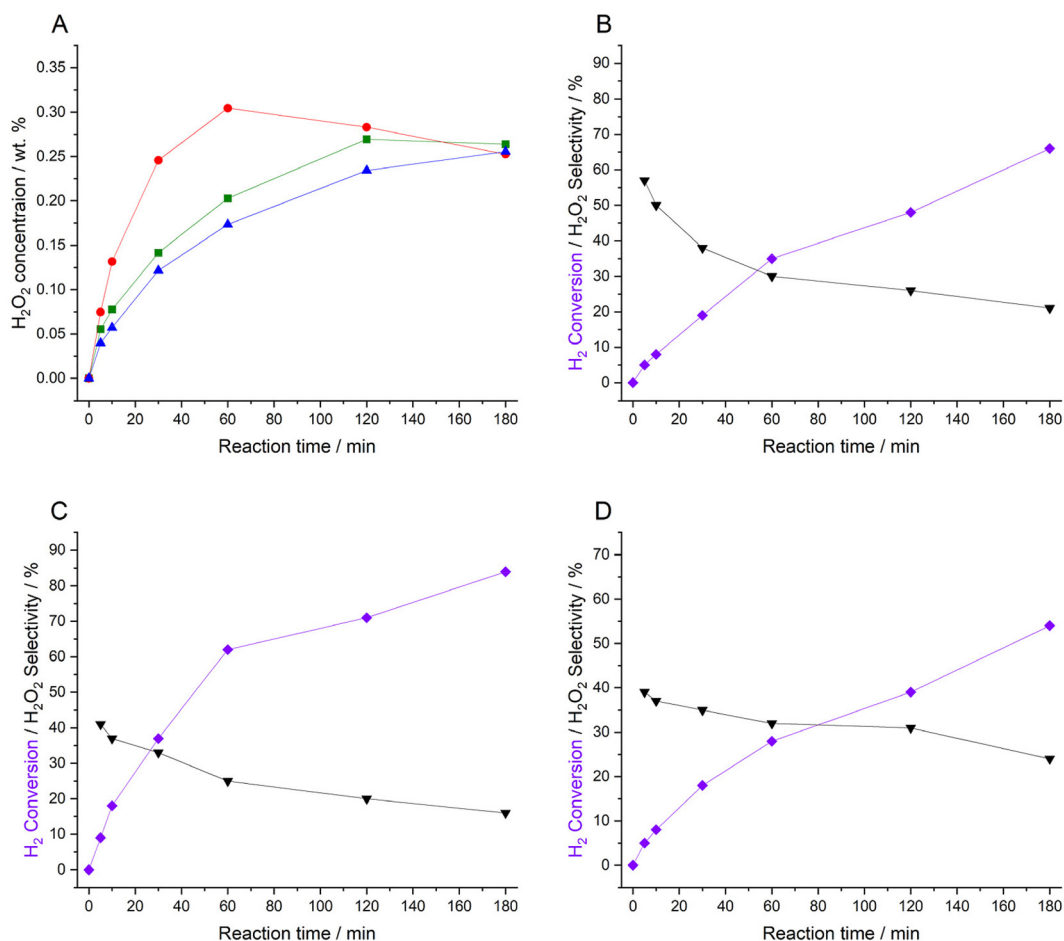 A
H₂O₂ concentraion / wt. %
0.35
0.30
0.25
0.20
0.15
0.10
0.05
0.00
0 20 40 60 80 100 120 140 160 180
Reaction time / min
B
H₂ Conversion / H₂O₂ Selectivity / %
90
80
70
60
50
40
30
20
10
0
0 20 40 60 80 100 120 140 160 180
Reaction time / min
C
H₂ Conversion / H₂O₂ Selectivity / %
90
80
70
60
50
40
30
20
10
0
0 20 40 60 80 100 120 140 160 180
Reaction time / min
D
H₂ Conversion / H₂O₂ Selectivity / %
70
60
50
40
30
20
10
0
0 20 40 60 80 100 120 140 160 180
Reaction time / min